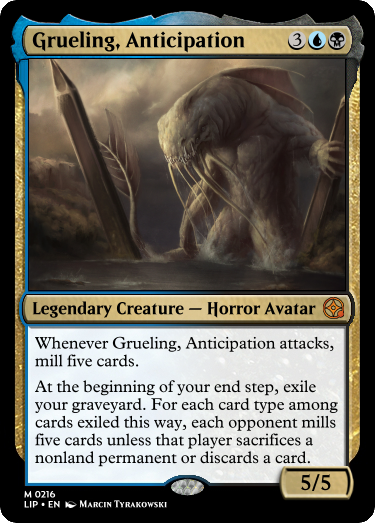 Grueling, Anticipation 3
Legendary Creature — Horror Avatar
Whenever Grueling, Anticipation attacks,
mill five cards.
At the beginning of your end step, exile
your graveyard. For each card type among
cards exiled this way, each opponent mills
five cards unless that player sacrifices a
nonland permanent or discards a card.
5/5
M 0216
LIP • EN Marcin Tyrakowski